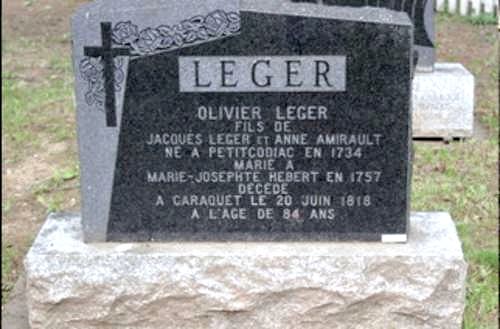 LEGER
OLIVIER LEGER
FILS DE
JACQUES LEGER ET ANNE AMIRAULT
NE A PETITCODIAC EN 1734
MARIE A
MARIE-JOSEPHTE HEBERT EN 1757
DECEDE
A CARAQUET LE 20 JUIN 1818
A L'AGE DE 84 ANS